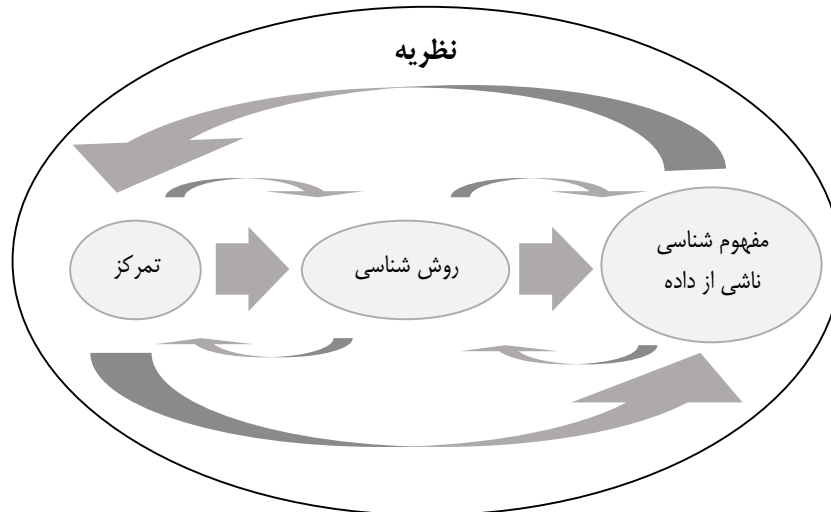 نظریه
مفهوم شناسی
ناشی از داده
روش شناسی
تمرکز